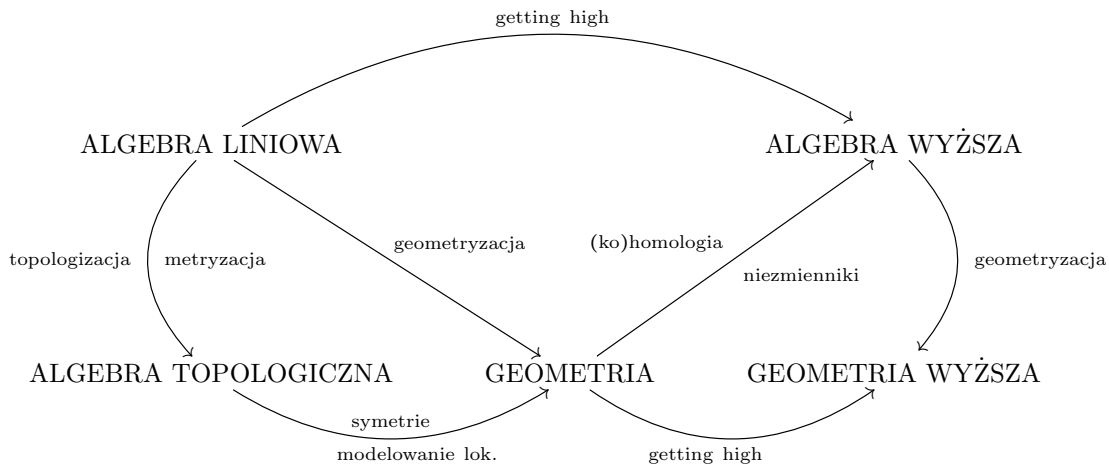 getting high
ALGEBRA LINIOWA
ALGEBRA WYŻSZA
geometryzacja
(ko)homologia
topologizacja
metryzacja
geometryzacja
niezmienniki
ALGEBRA TOPOLOGICZNA
GEOMETRIA
GEOMETRIA WYŻSZA
symetrie
modelowanie lok.
getting high